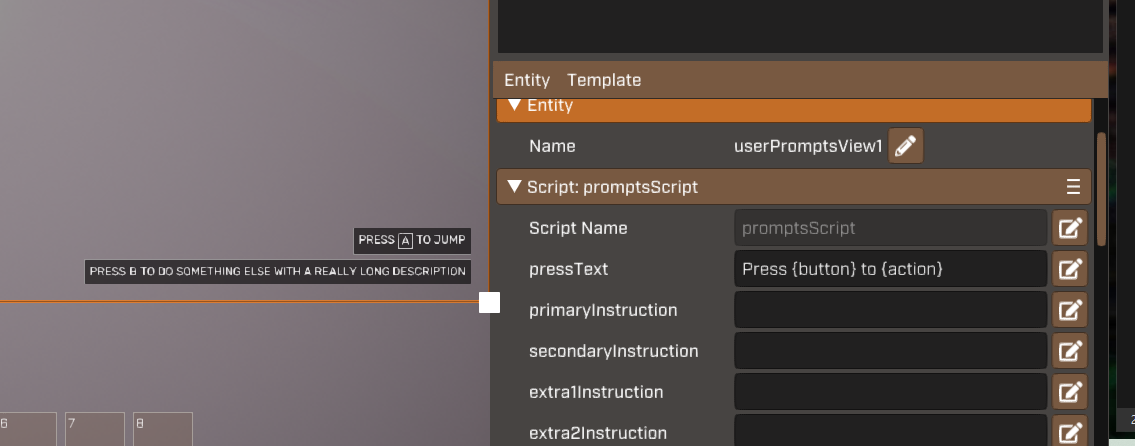 PRESS A TO JUMP
PRESS B TO DO SOMETHING ELSE WITH A REALLY LONG DESCRIPTION
6 7 8
Entity Template
Entity
Name userPromptsView1
Script: promptsScript
Script Name promptsScript
pressText Press {button} to {action}
primaryInstruction
secondaryInstruction
extra1Instruction
extra2Instruction
2